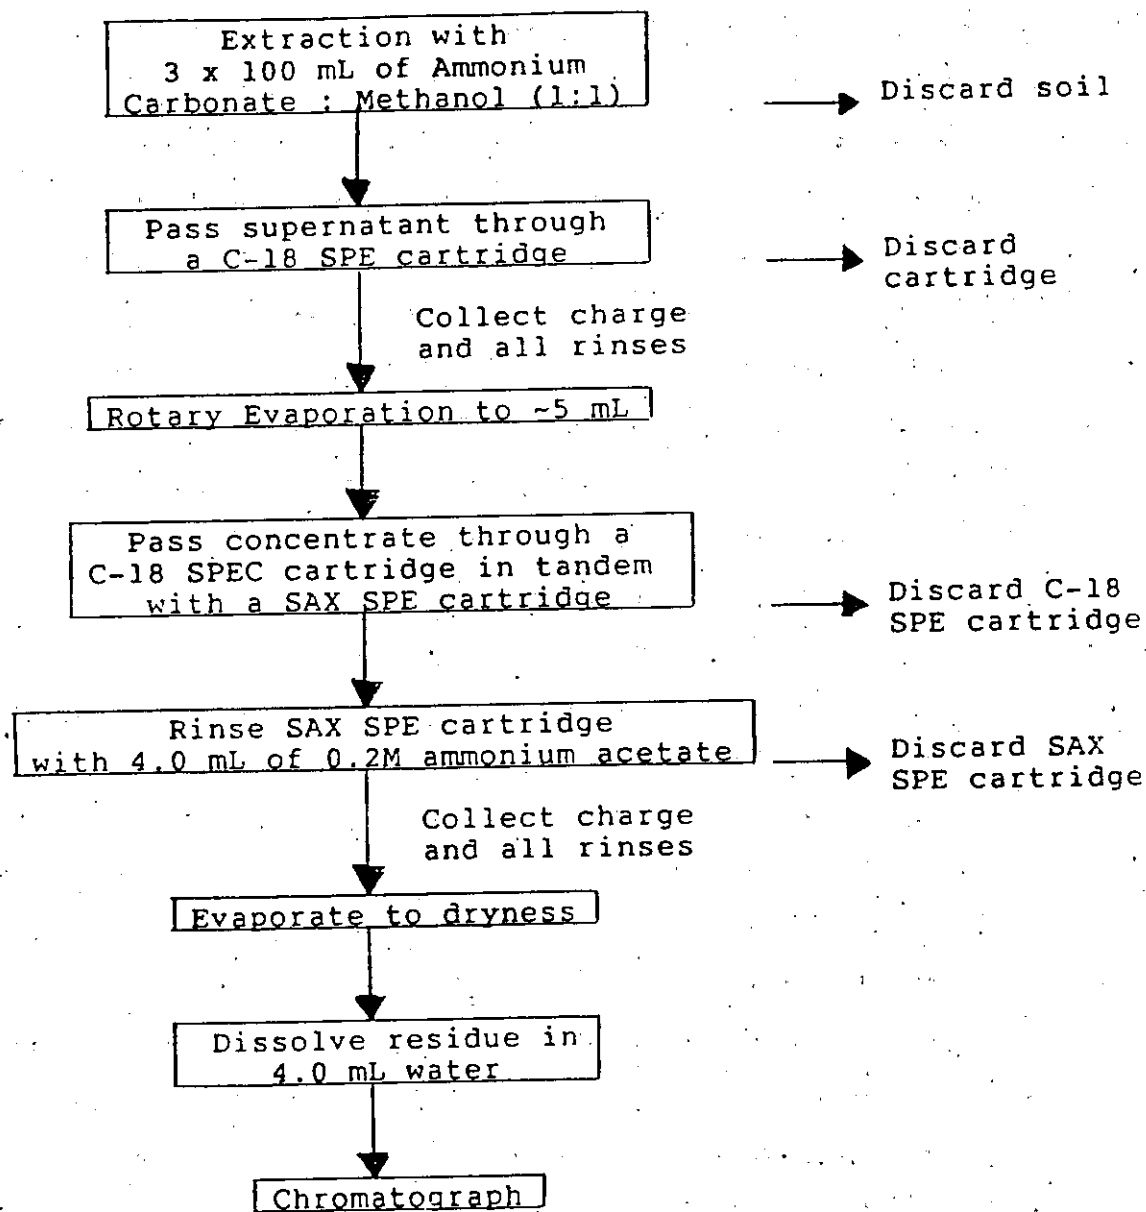 Extraction with
3 x 100 mL of Ammonium
Carbonate : Methanol (1:1)
Discard soil
Pass supernatant through
a C-18 SPE cartridge
Discard
cartridge
Collect charge
and all rinses
Rotary Evaporation to ~5 mL
Pass concentrate through a
C-18 SPEC cartridge in tandem
with a SAX SPE cartridge
Discard C-18
SPE cartridge
Rinse SAX SPE cartridge
with 4.0 mL of 0.2M ammonium acetate
Discard SAX
SPE cartridge
Collect charge
and all rinses
Evaporate to dryness
Dissolve residue in
4.0 mL water
Chromatograph